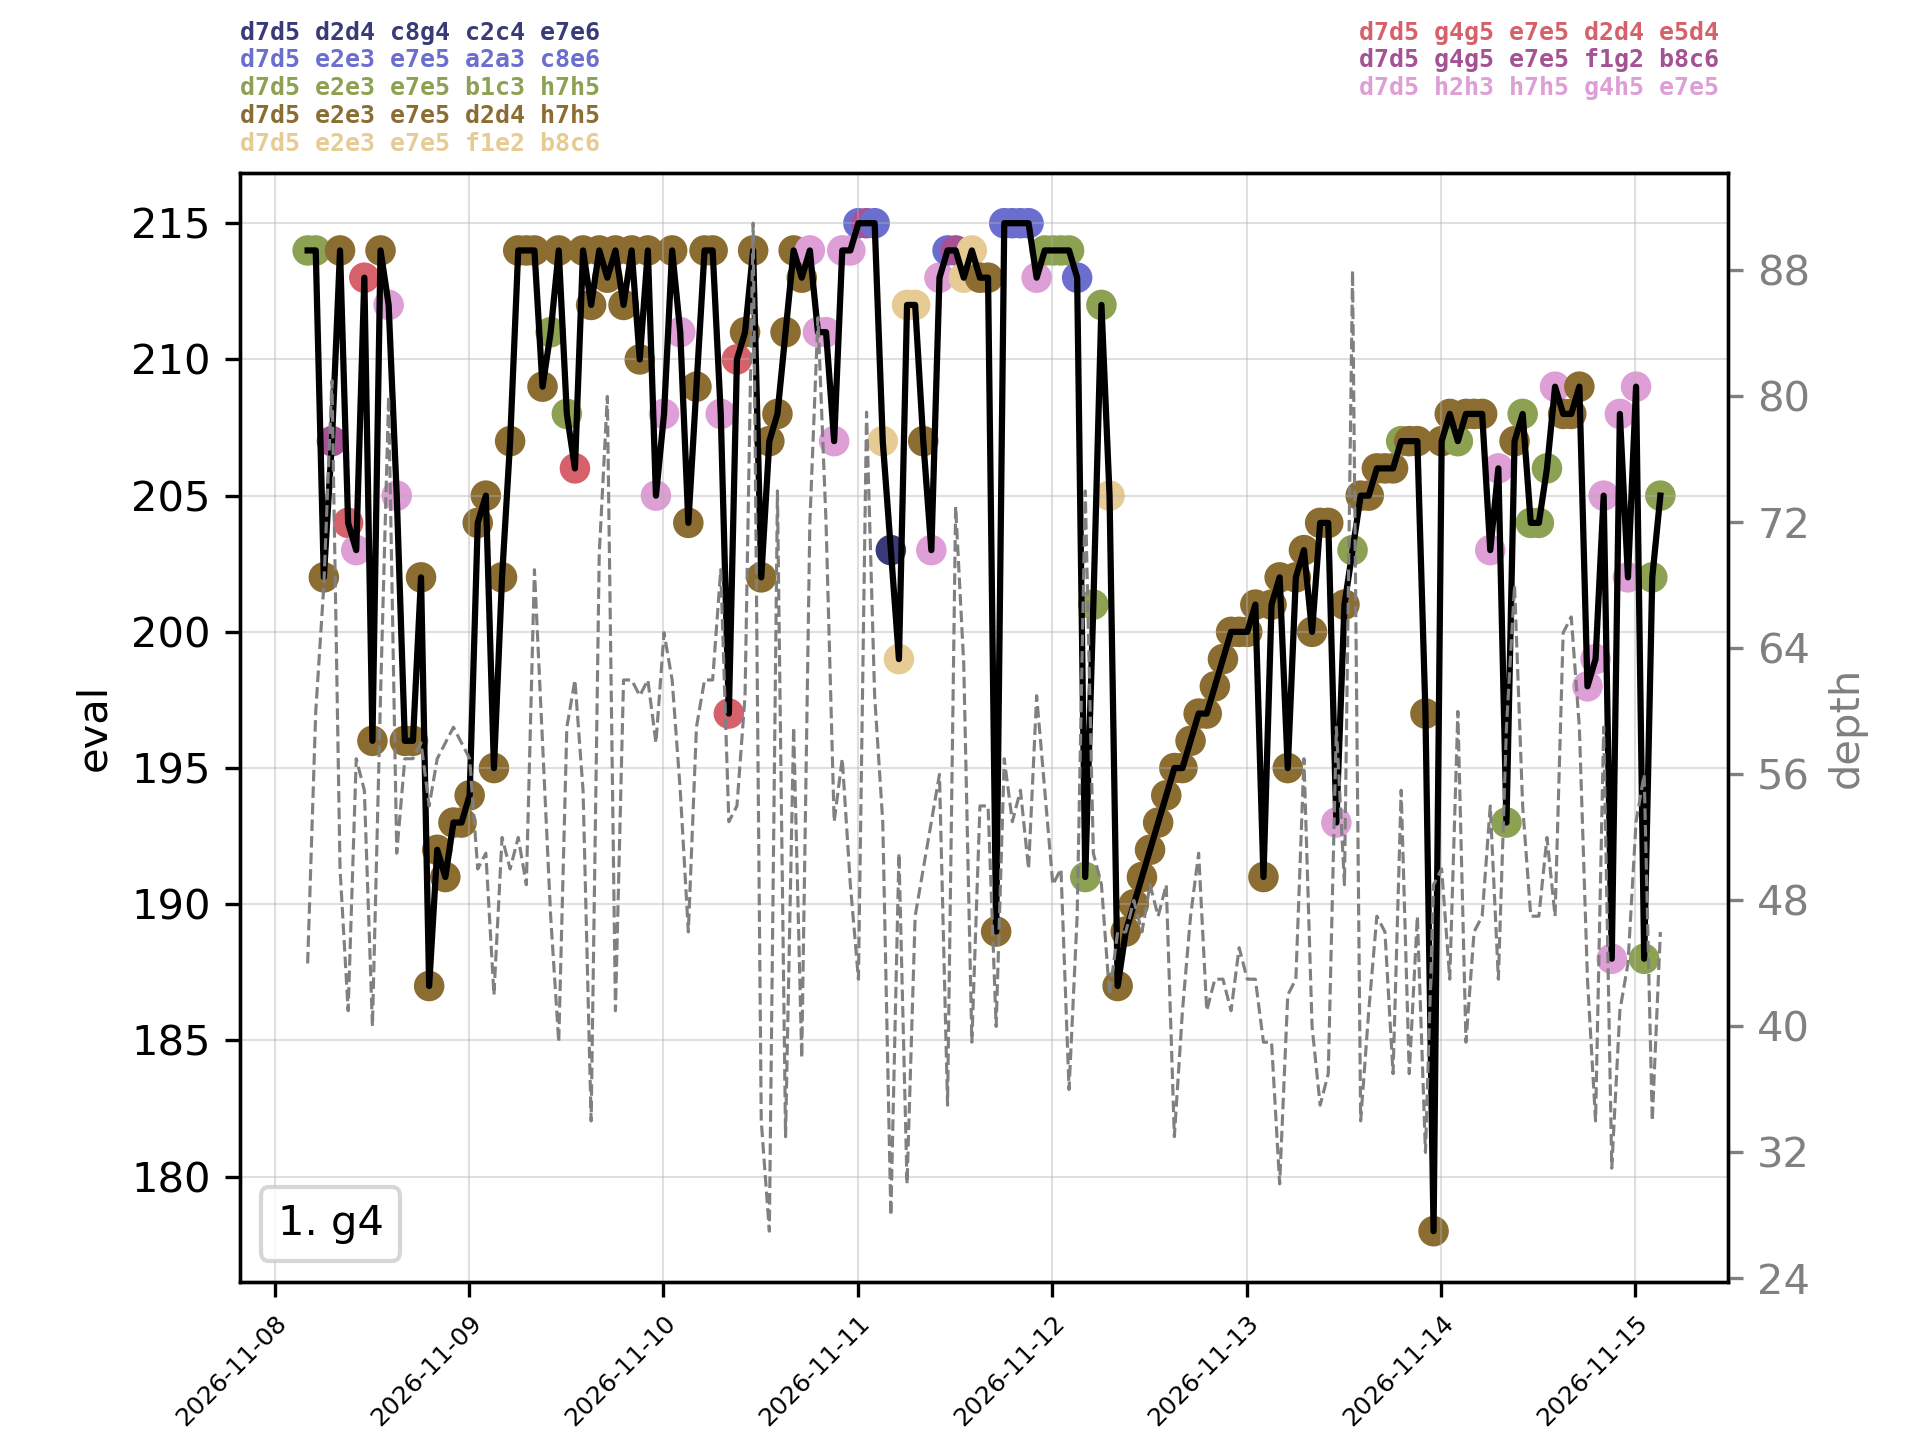 d7d5 d2d4 c8g4 c2c4 e7e6
d7d5 e2e3 e7e5 a2a3 c8e6
d7d5 e2e3 e7e5 b1c3 h7h5
d7d5 e2e3 e7e5 d2d4 h7h5
d7d5 e2e3 e7e5 f1e2 b8c6
d7d5 g4g5 e7e5 d2d4 e5d4
d7d5 g4g5 e7e5 f1g2 b8c6
d7d5 h2h3 h7h5 g4h5 e7e5
215
210
205
200
195
190
185
180
eval
88
80
72
64
56
48
40
32
24
depth
1. g4
2026-11-08
2026-11-09
2026-11-10
2026-11-11
2026-11-12
2026-11-13
2026-11-14
2026-11-15